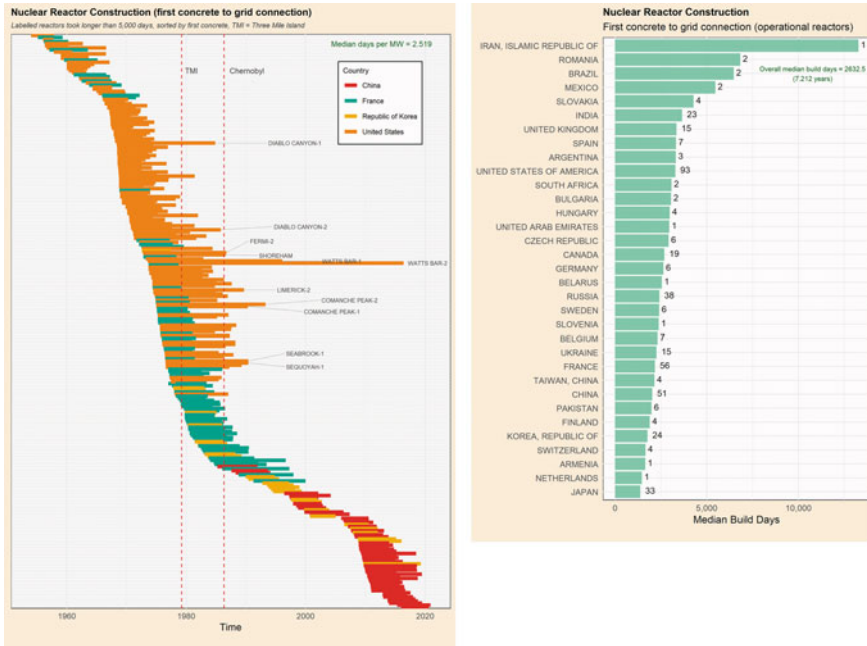 Nuclear Reactor Construction (first concrete to grid connection)
Labelled reactors took longer than 5,000 days, sorted by first concrete, TMI = Three Mile Island
Median days per MW = 2.519
TMI
Chernobyl
Country
China
France
Republic of Korea
United States
DIABLO CANYON-1
DIABLO CANYON-2
FERMI-2
SHOREHAM
WATTS BAR-1
WATTS BAR-2
LIMERICK-2
COMANCHE PEAK-2
COMANCHE PEAK-1
SEABROOK-1
SEQUOYAH-1
1960
1980
2000
2020
Time
Nuclear Reactor Construction
First concrete to grid connection (operational reactors)
Overall median build days = 2632.5
(7.212 years)
IRAN, ISLAMIC REPUBLIC OF 1
ROMANIA 2
BRAZIL 2
MEXICO 2
SLOVAKIA 4
INDIA 23
UNITED KINGDOM 15
SPAIN 7
ARGENTINA 3
UNITED STATES OF AMERICA 93
SOUTH AFRICA 2
BULGARIA 2
HUNGARY 4
UNITED ARAB EMIRATES 1
CZECH REPUBLIC 6
CANADA 19
GERMANY 6
BELARUS 1
RUSSIA 38
SWEDEN 6
SLOVENIA 1
BELGIUM 7
UKRAINE 15
FRANCE 56
TAIWAN, CHINA 4
CHINA 51
PAKISTAN 6
FINLAND 4
KOREA, REPUBLIC OF 24
SWITZERLAND 4
ARMENIA 1
NETHERLANDS 1
JAPAN 33
0
5,000
10,000
Median Build Days